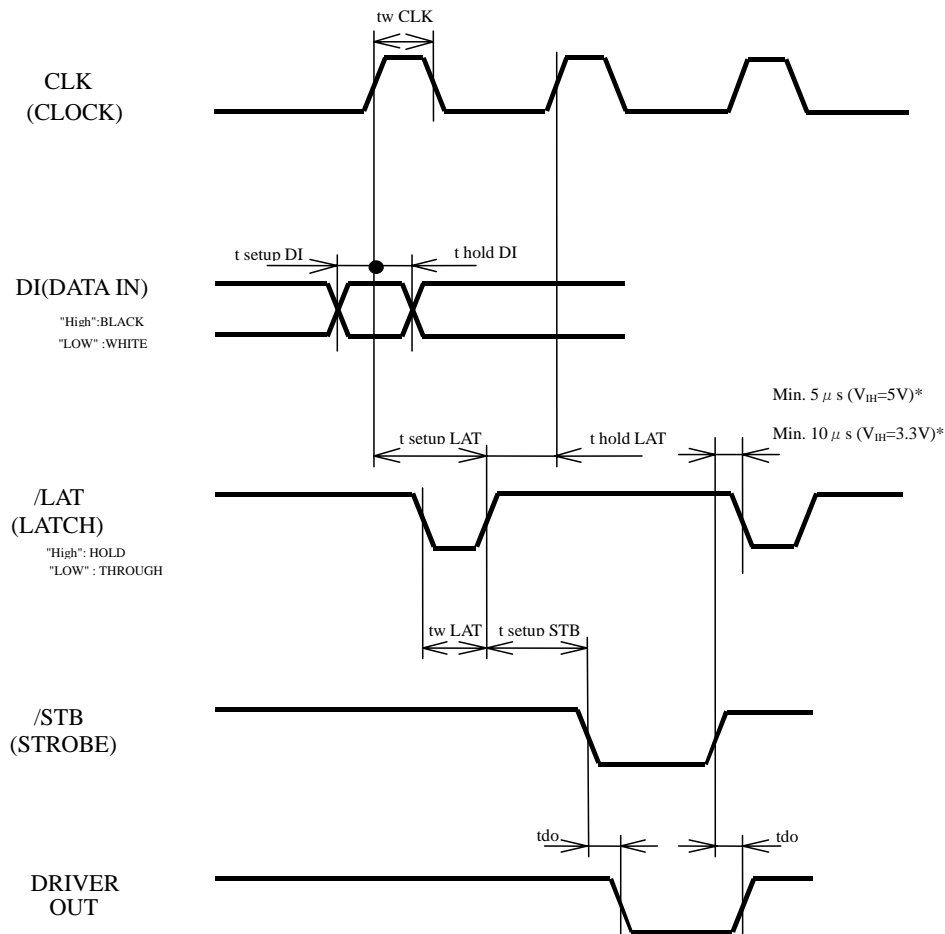 tw CLK
CLK
(CLOCK)
t setup DI
t hold DI
DI(DATA IN)
"High":BLACK
"LOW" :WHITE
Min. 5 μ s (VIH=5V)*
Min. 10 μ s (VIH=3.3V)*
t setup LAT
t hold LAT
/LAT
(LATCH)
"High": HOLD
"LOW" : THROUGH
tw LAT
t setup STB
/STB
(STROBE)
tdo
tdo
DRIVER
OUT